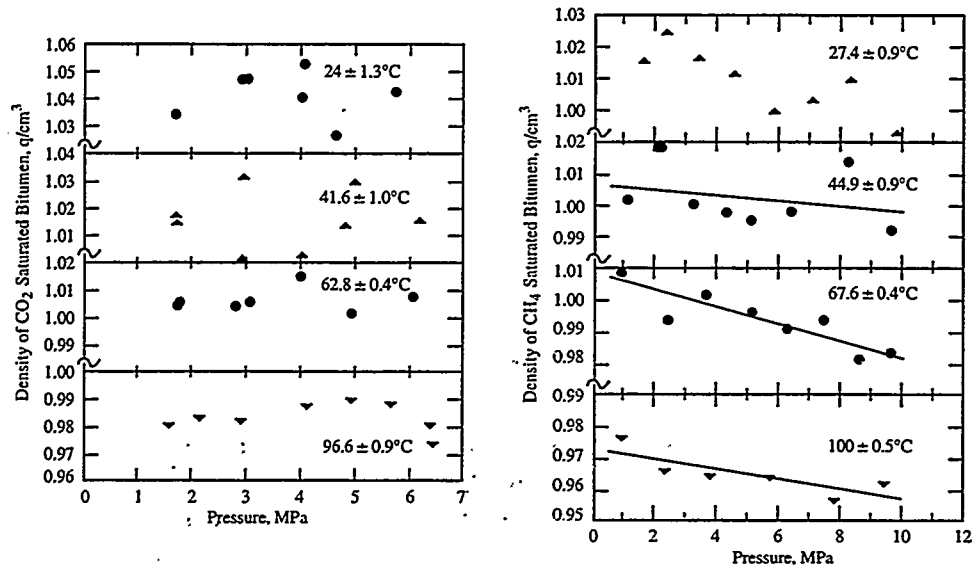 Density of CO2 Saturated Bitumen, q/cm3
1.06
1.05
1.04
1.03
1.04
1.03
1.02
1.01
1.02
1.01
1.00
0.99
1.00
0.99
0.98
0.97
0.96
24 ± 1.3°C
41.6 ± 1.0°C
62.8 ± 0.4°C
96.6 ± 0.9°C
0 1 2 3 4 5 6 7
Pressure, MPa
Density of CH4 Saturated Bitumen, q/cm3
1.03
1.02
1.01
1.00
1.02
1.01
1.00
0.99
1.01
1.00
0.99
0.98
0.99
0.98
0.97
0.96
0.95
27.4 ± 0.9°C
44.9 ± 0.9°C
67.6 ± 0.4°C
100 ± 0.5°C
0 2 4 6 8 10 12
Pressure, MPa